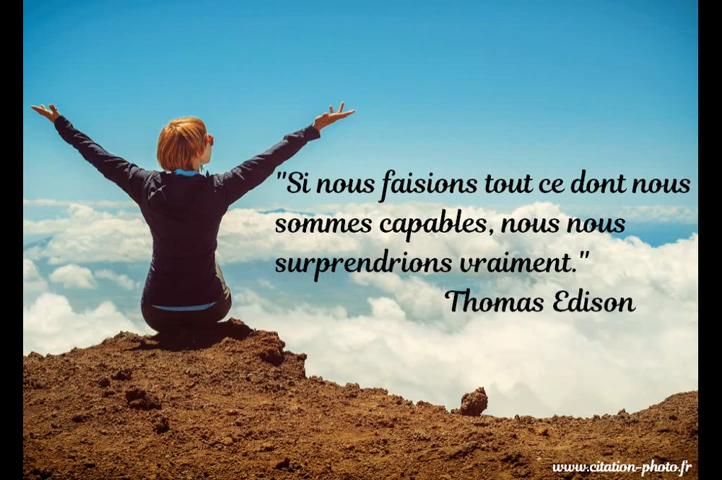 "Si nous faisions tout ce dont nous
sommes capables, nous nous
surprendrions vraiment."
Thomas Edison
www.citation-photo.fr